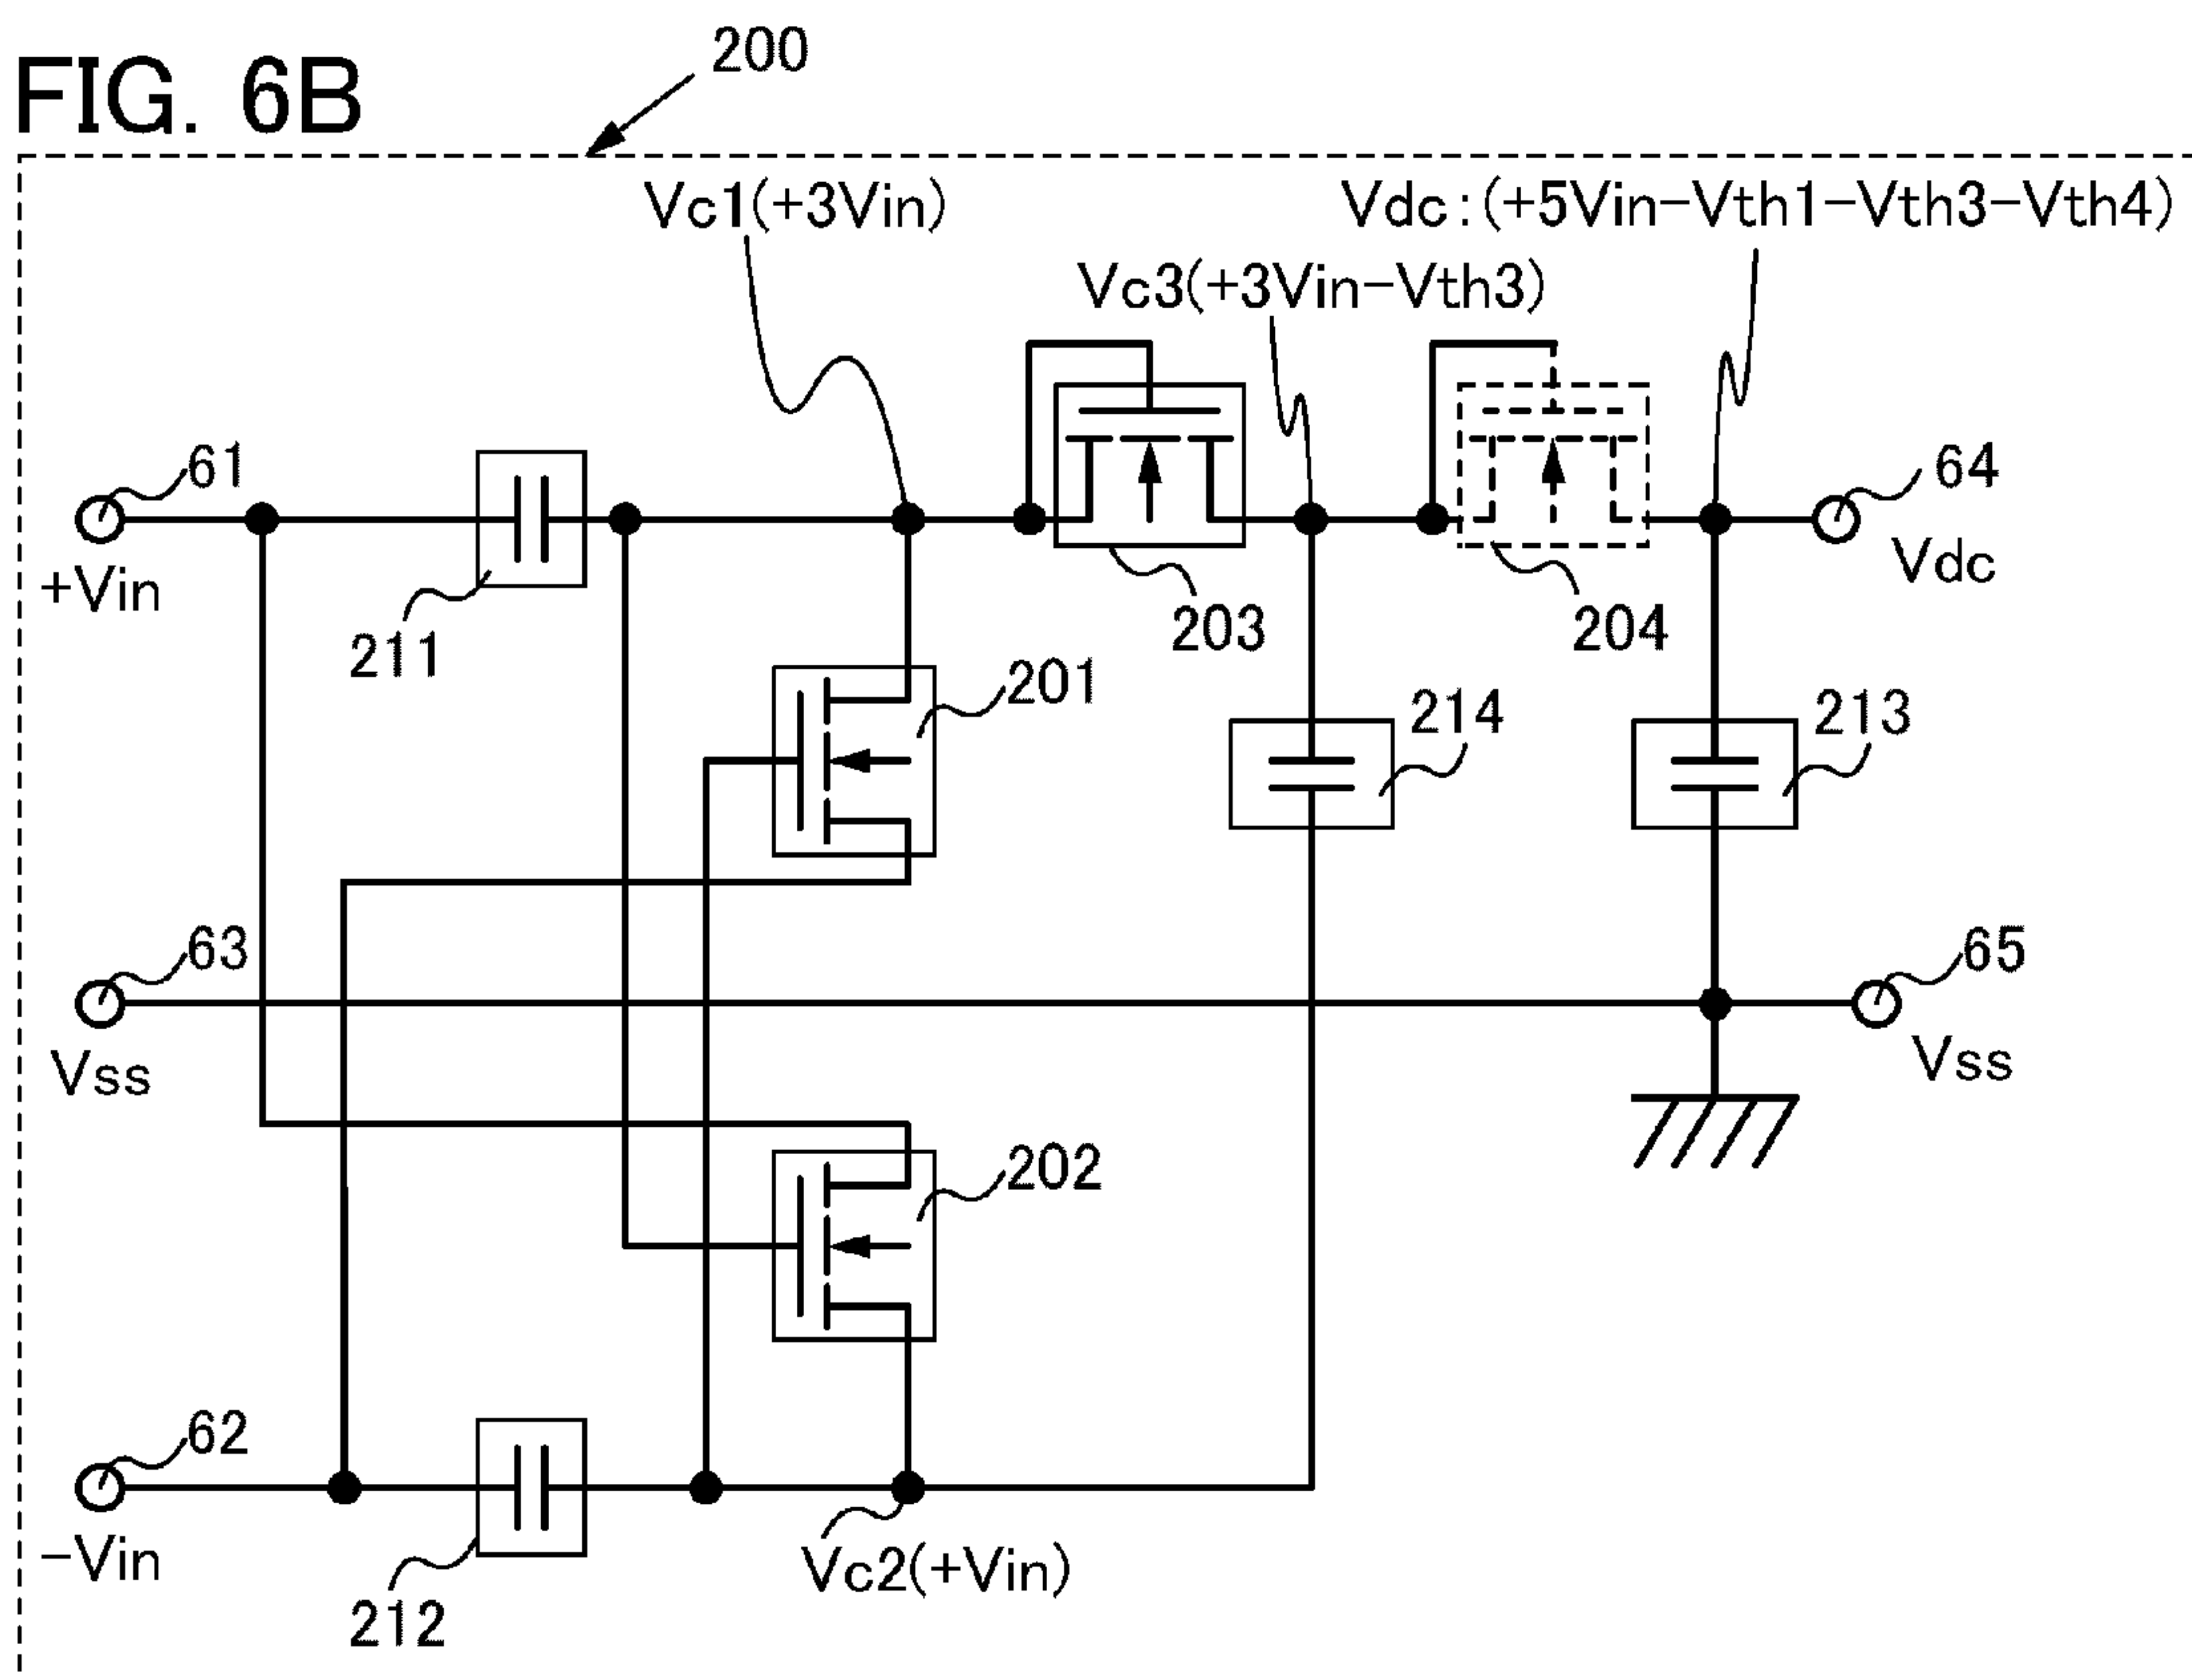 FIG. 6B
200
Vc1(+3Vin)
Vdc:(+5Vin−Vth1−Vth3−Vth4)
Vc3(+3Vin−Vth3)
61
64
+Vin
Vdc
211
203
204
201
214
213
63
65
Vss
Vss
202
62
−Vin
Vc2(+Vin)
212